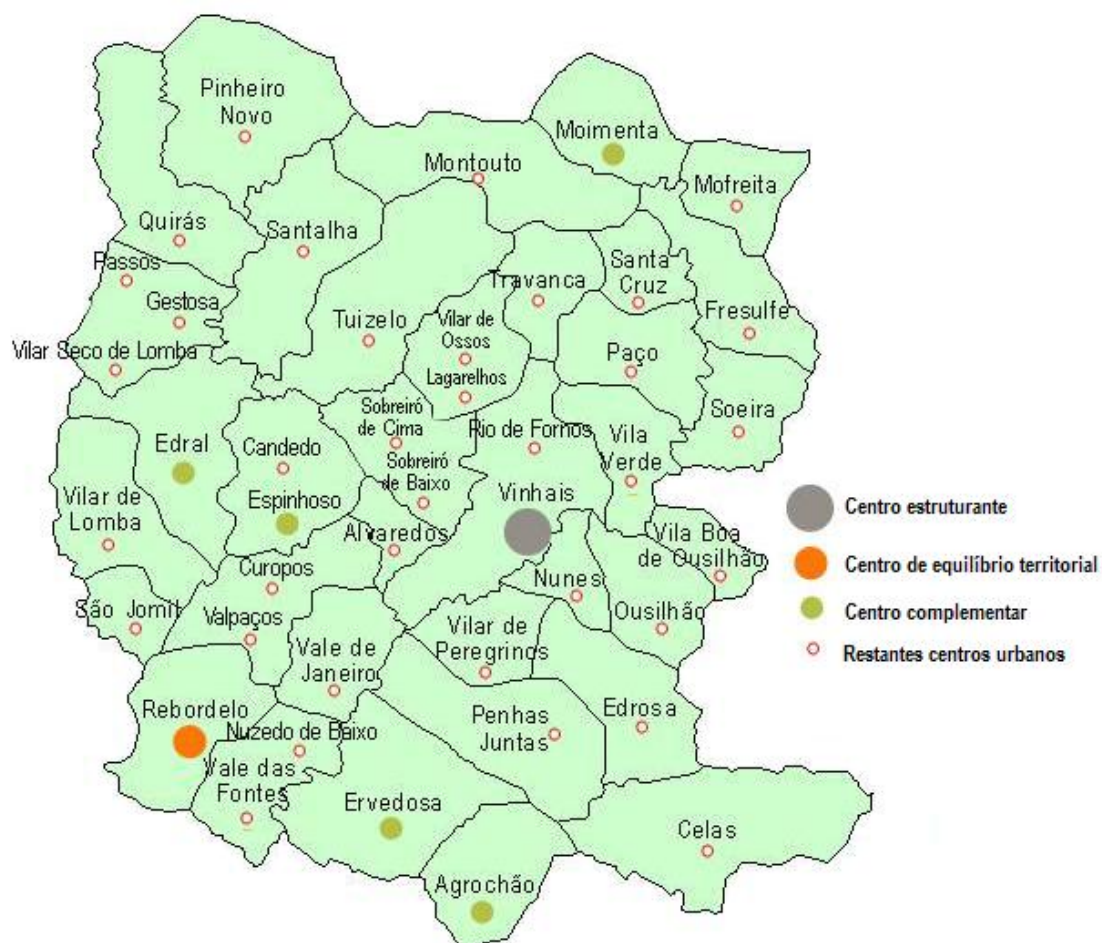 Pinheiro
Novo
Moimenta
Montouto
Mofreita
Quirás
Santalha
Passos
Santa
Cruz
Travanca
Gestosa
Fresulfe
Tuizelo
Vilar de
Ossos
Vilar Seco de Lomba
Paço
Lagarelhos
Soeira
Sobreiró
de Cima
Rio de Fornos
Vila
Verde
Edral
Candedo
Sobreiró
de Baixo
Vilar de
Lomba
Espinhoso
Vinhais
Alvaredos
Vila Boa
de Ousilhão
Curopos
Nunes
São Jomil
Valpaços
Ousilhão
Vale de
Janeiro
Vilar de
Peregrinos
Rebordelo
Nuzedo de Baixo
Penhas
Juntas
Edrosa
Vale das
Fontes
Ervedosa
Celas
Agrochão
Centro estruturante
Centro de equilíbrio territorial
Centro complementar
Restantes centros urbanos